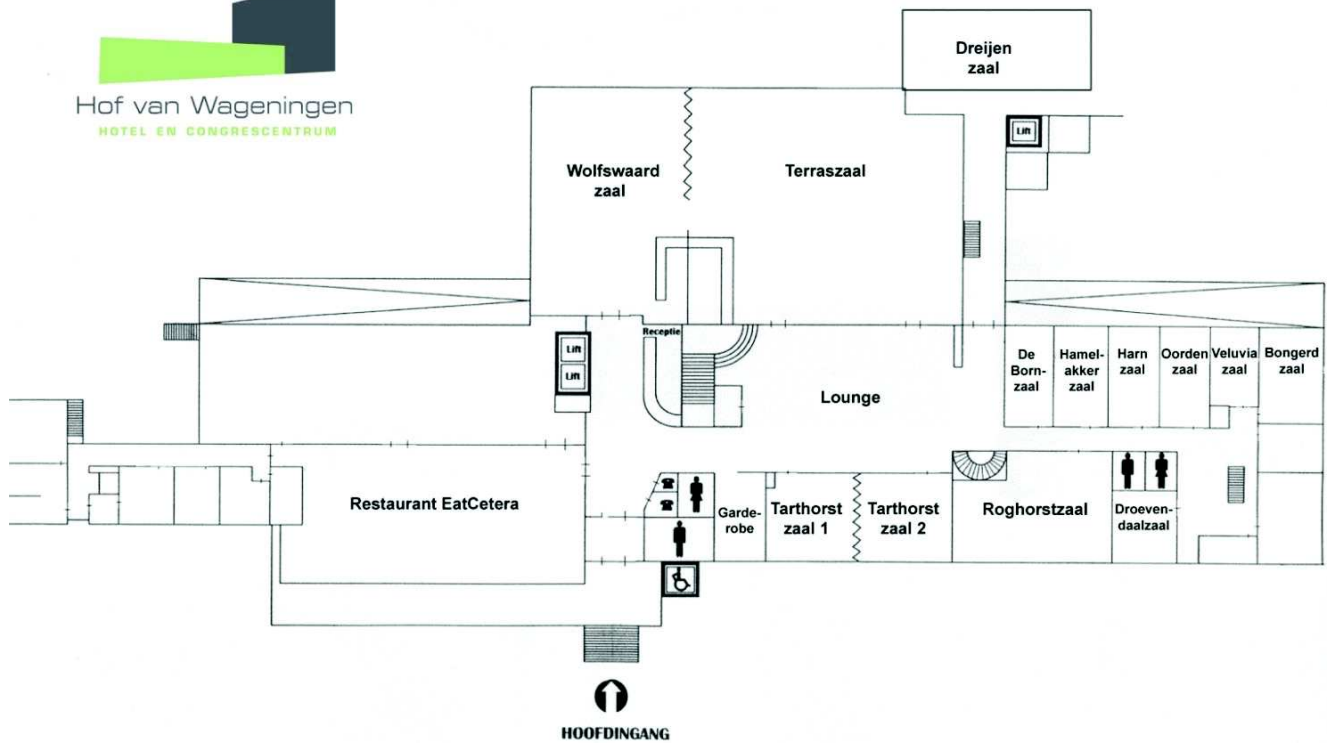 Hof van Wageningen
HOTEL EN CONGRESCENTRUM
Dreijen
zaal
Lift
Wolfswaard
zaal
Terraszaal
Receptie
Lift
Lift
Lounge
De
Born-
zaal
Hamel-
akker
zaal
Harn
zaal
Oorden
zaal
Veluvia
zaal
Bongerd
zaal
Restaurant EatCetera
Garde-
robe
Tarthorst
zaal 1
Tarthorst
zaal 2
Roghorstzaal
Droeven-
daalzaal
HOOFDINGANG